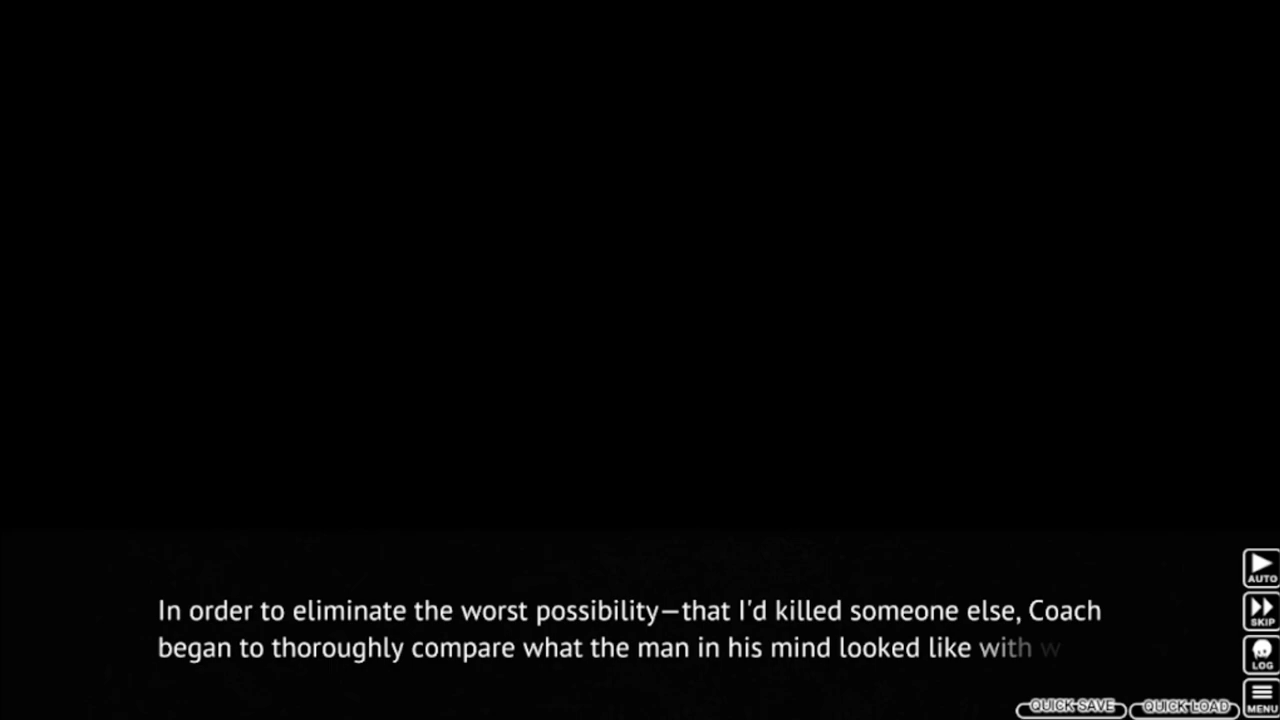 In order to eliminate the worst possibility—that I'd killed someone else, Coach
began to thoroughly compare what the man in his mind looked like with w
AUTO
SKIP
LOG
MENU
QUICK SAVE
QUICK LOAD